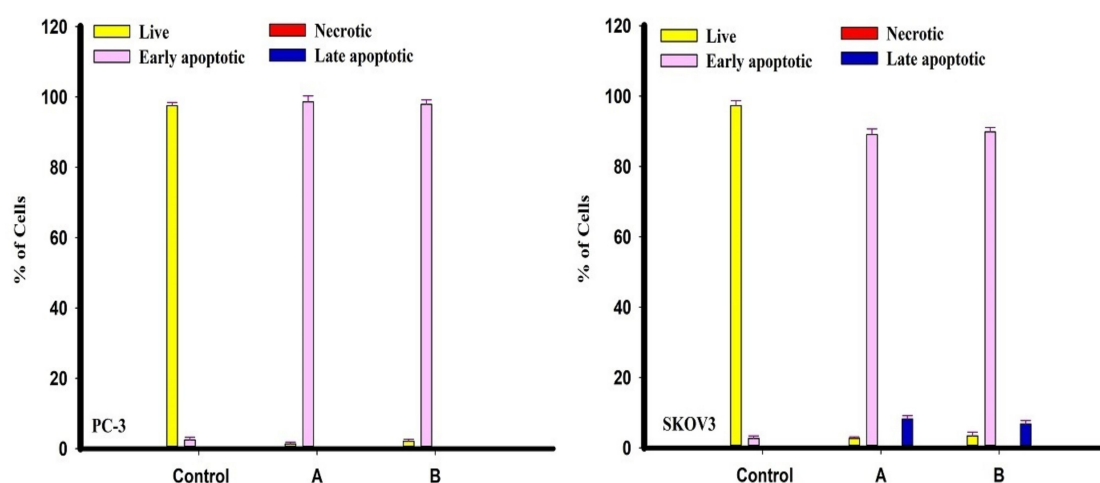 120
100
80
60
40
20
0
% of Cells
Live
Necrotic
Early apoptotic
Late apoptotic
PC-3
Control A B
120
100
80
60
40
20
0
% of Cells
Live
Necrotic
Early apoptotic
Late apoptotic
SKOV3
Control A B